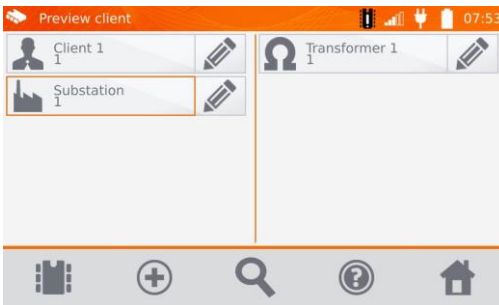 Preview client
07:53
Client 1
1
Substation
1
Transformer 1
1